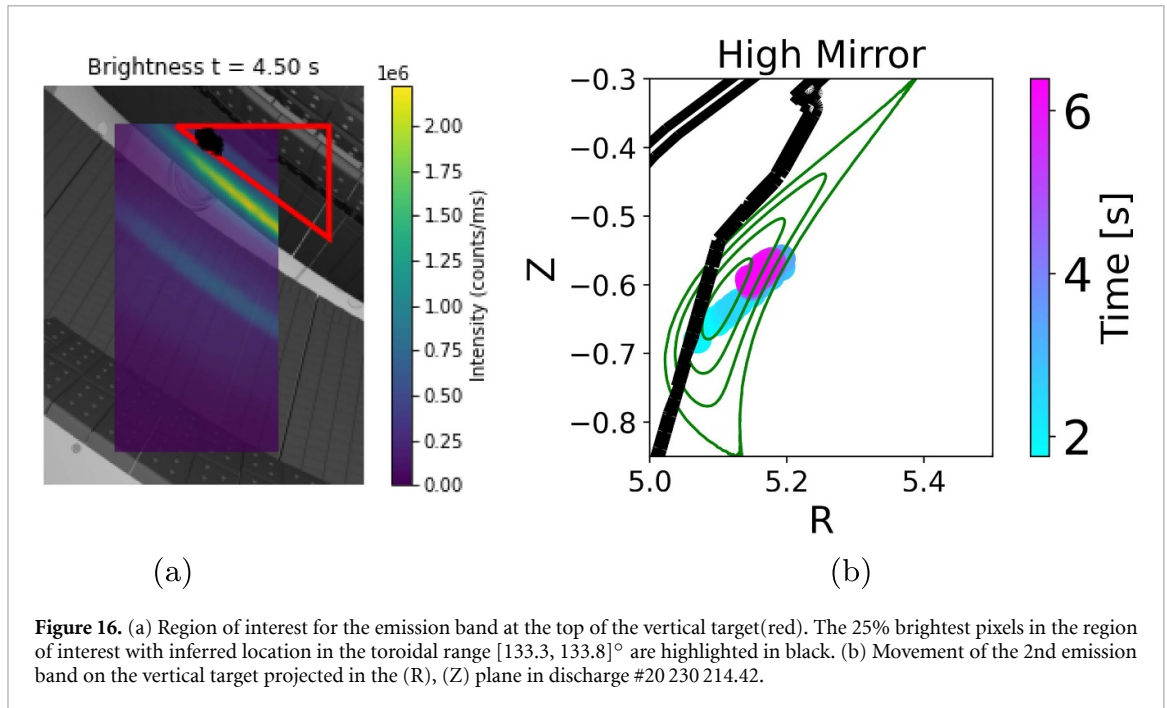 Brightness t = 4.50 s
1e6
2.00
1.75
1.50
1.25
1.00
0.75
0.50
0.25
0.00
Intensity (counts/ms)
(a)
High Mirror
−0.3
−0.4
−0.5
−0.6
−0.7
−0.8
Z
5.0
5.2
5.4
R
6
4
2
Time [s]
(b)
Figure 16. (a) Region of interest for the emission band at the top of the vertical target(red). The 25% brightest pixels in the region
of interest with inferred location in the toroidal range [133.3, 133.8]° are highlighted in black. (b) Movement of the 2nd emission
band on the vertical target projected in the (R), (Z) plane in discharge #20 230 214.42.